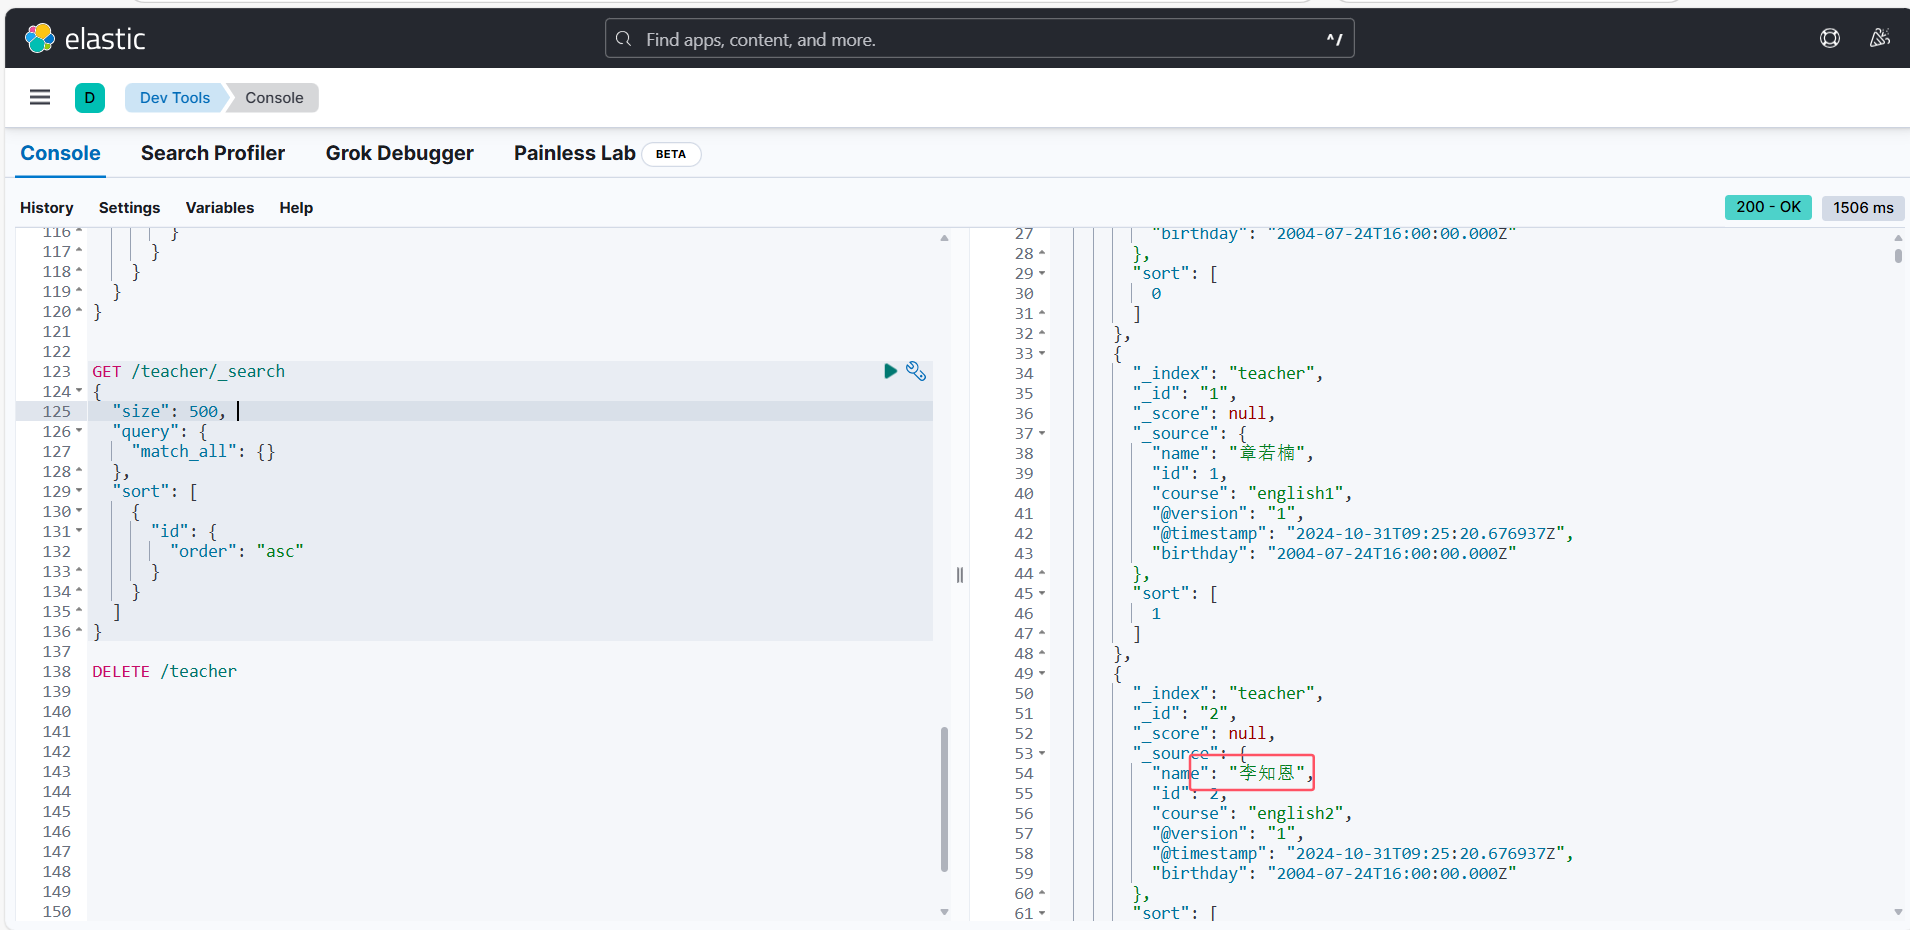 elastic
Find apps, content, and more.
^/
D
Dev Tools
Console
Console
Search Profiler
Grok Debugger
Painless Lab
BETA
History
Settings
Variables
Help
200 - OK
1506 ms
116 }
117 }
118 }
119 }
120 }
121
122
123 GET /teacher/_search
124 {
125 "size": 500,
126 "query": {
127 "match_all": {}
128 },
129 "sort": [
130 {
131 "id": {
132 "order": "asc"
133 }
134 }
135 ]
136 }
137
138 DELETE /teacher
139
140
141
142
143
144
145
146
147
148
149
150
27 "birthday": "2004-07-24T16:00:00.000Z"
28 },
29 "sort": [
30 0
31 ]
32 },
33 {
34 "_index": "teacher",
35 "_id": "1",
36 "_score": null,
37 "_source": {
38 "name": "章若楠",
39 "id": 1,
40 "course": "english1",
41 "@version": "1",
42 "@timestamp": "2024-10-31T09:25:20.676937Z",
43 "birthday": "2004-07-24T16:00:00.000Z"
44 },
45 "sort": [
46 1
47 ]
48 },
49 {
50 "_index": "teacher",
51 "_id": "2",
52 "_score": null,
53 "_source": {
54 "name": "李知恩",
55 "id": 2,
56 "course": "english2",
57 "@version": "1",
58 "@timestamp": "2024-10-31T09:25:20.676937Z",
59 "birthday": "2004-07-24T16:00:00.000Z"
60 },
61 "sort": [